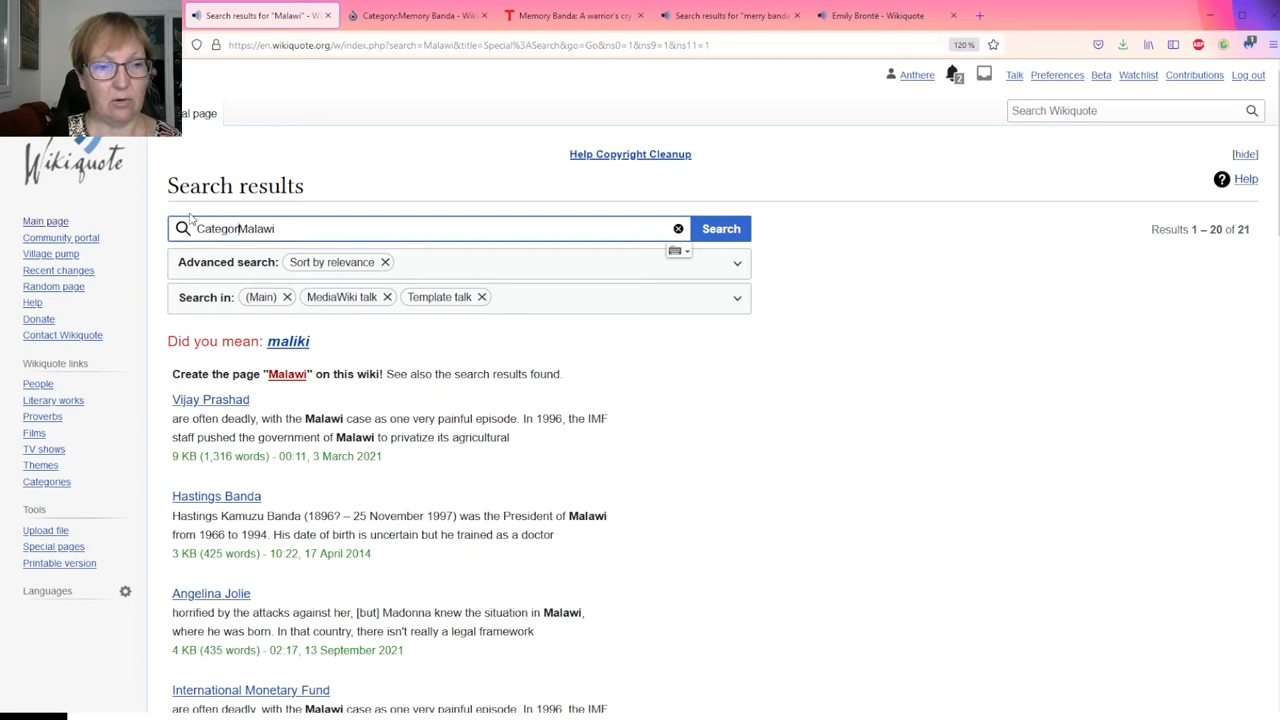 Search results for "Malawi" - W
Category:Memory Banda - Wiki
Memory Banda: A warrior's cry
Search results for "merry banda
Emily Brontë - Wikiquote
https://en.wikiquote.org/w/index.php?search=Malawi&title=Special%3ASearch&go=Go&ns0=1&ns9=1&ns11=1
120 %
Anthere
2
Talk
Preferences
Beta
Watchlist
Contributions
Log out
al page
Search Wikiquote
Help Copyright Cleanup
[hide]
Wikiquote
Search results
Help
CategorMalawi
Search
Results 1 – 20 of 21
Advanced search: Sort by relevance
Search in: (Main) MediaWiki talk Template talk
Main page
Community portal
Village pump
Recent changes
Random page
Help
Donate
Contact Wikiquote
Wikiquote links
People
Literary works
Proverbs
Films
TV shows
Themes
Categories
Tools
Upload file
Special pages
Printable version
Languages
Did you mean: maliki
Create the page "Malawi" on this wiki! See also the search results found.
Vijay Prashad
are often deadly, with the Malawi case as one very painful episode. In 1996, the IMF
staff pushed the government of Malawi to privatize its agricultural
9 KB (1,316 words) - 00:11, 3 March 2021
Hastings Banda
Hastings Kamuzu Banda (1896? – 25 November 1997) was the President of Malawi
from 1966 to 1994. His date of birth is uncertain but he trained as a doctor
3 KB (425 words) - 10:22, 17 April 2014
Angelina Jolie
horrified by the attacks against her, [but] Madonna knew the situation in Malawi,
where he was born. In that country, there isn't really a legal framework
4 KB (435 words) - 02:17, 13 September 2021
International Monetary Fund
are often deadly, with the Malawi case as one very painful episode. In 1996, the IMF